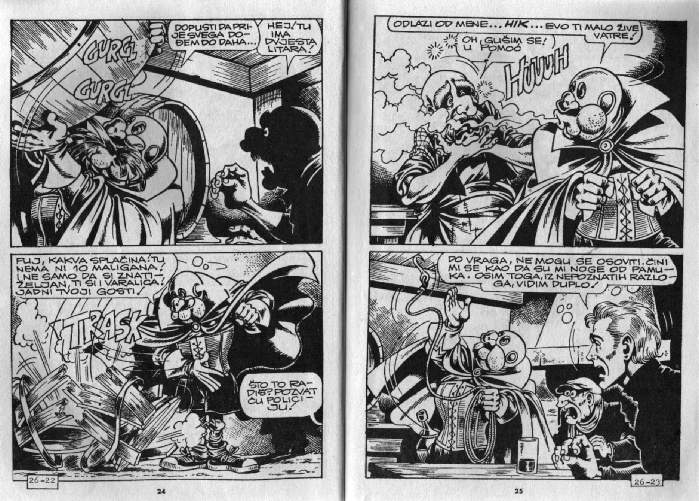 DOPUSTI DA PRI-
JE SVEGA DO-
ĐEM DO DAHA...
HEJ! TU
IMA
DVJESTA
LITARA!
GURGL
GURGL
FUJ, KAKVA SPLAČINA! TU
NEMA NI 10 MALIGANA!
I NE SAMO DA SI ZNATI-
ŽELJAN, TI SI I VARALICA!
JADNI TVOJI GOSTI!
TRASK
ŠTO TO RA-
DIŠ? POZVAT
ĆU POLICI-
JU!
26-22
24
ODLAZI OD MENE... HIK... EVO TI MALO ŽIVE
VATRE!
OH, GUŠIM SE!
U POMOĆ
HUUUH
DO VRAGA, NE MOGU SE OSOVITI. ČINI
MI SE KAO DA SU MI NOGE OD PAMU-
KA. OSIM TOGA, IZ NEPOZNATIH RAZLO-
GA, VIDIM DUPLO!
25
26-23